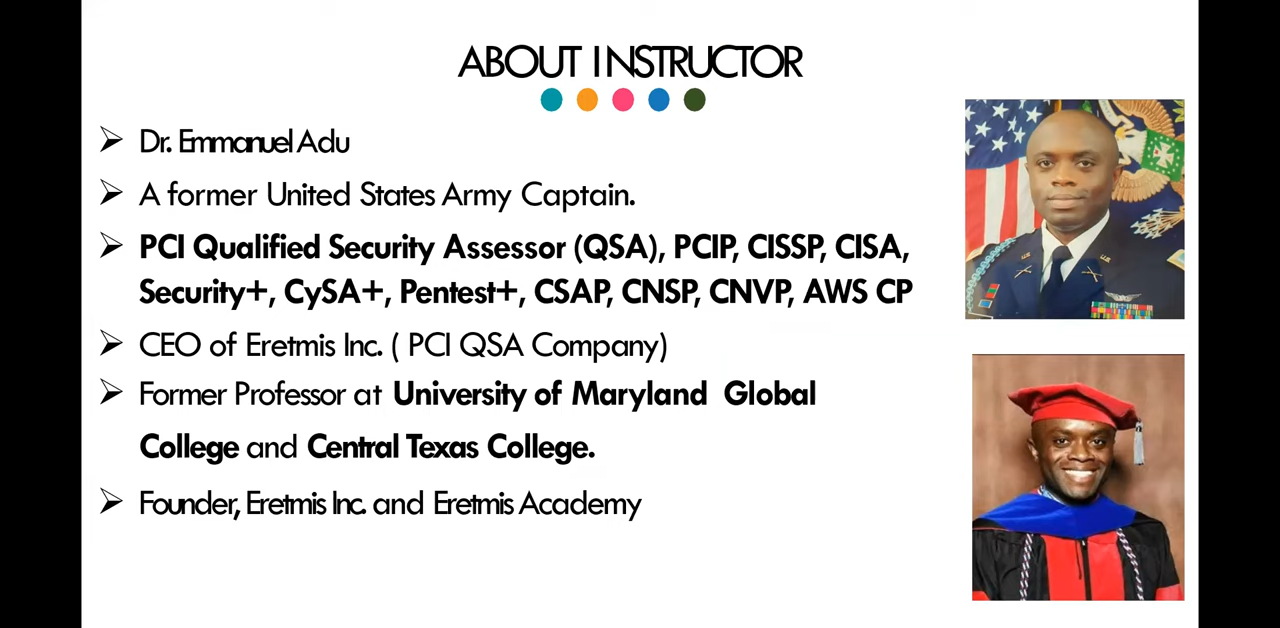 ABOUT INSTRUCTOR
Dr. Emmanuel Adu
A former United States Army Captain.
PCI Qualified Security Assessor (QSA), PCIP, CISSP, CISA,
Security+, CySA+, Pentest+, CSAP, CNSP, CNVP, AWS CP
CEO of Eretmis Inc. ( PCI QSA Company)
Former Professor at University of Maryland Global
College and Central Texas College.
Founder, Eretmis Inc. and Eretmis Academy